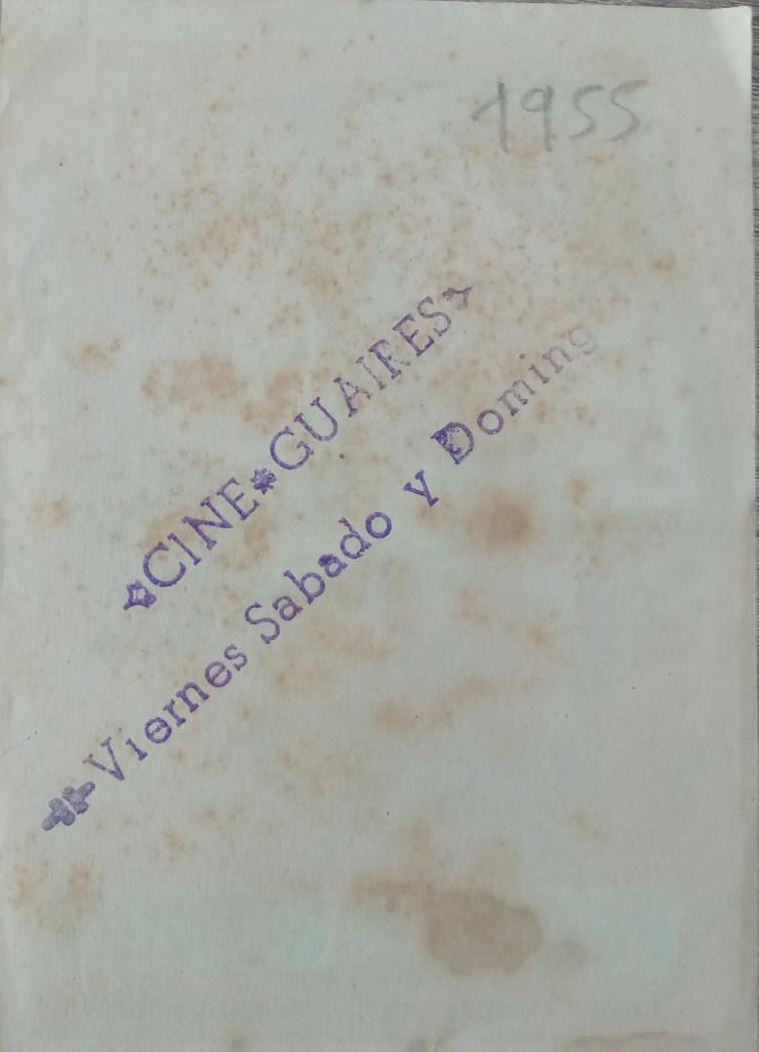 1955
CINE*GUAIRES
Viernes Sabado y Doming